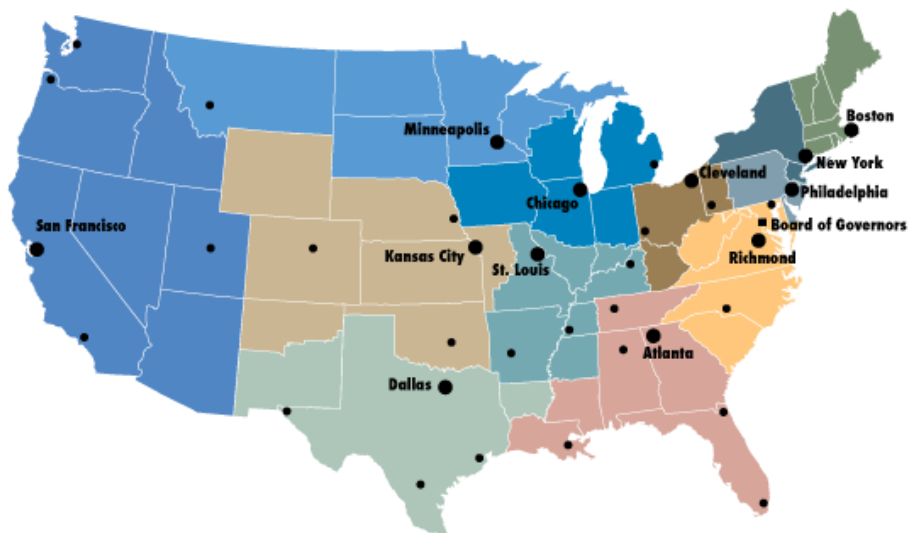 Boston
Minneapolis
New York
Cleveland
Philadelphia
Chicago
San Francisco
Board of Governors
Kansas City
St. Louis
Richmond
Atlanta
Dallas